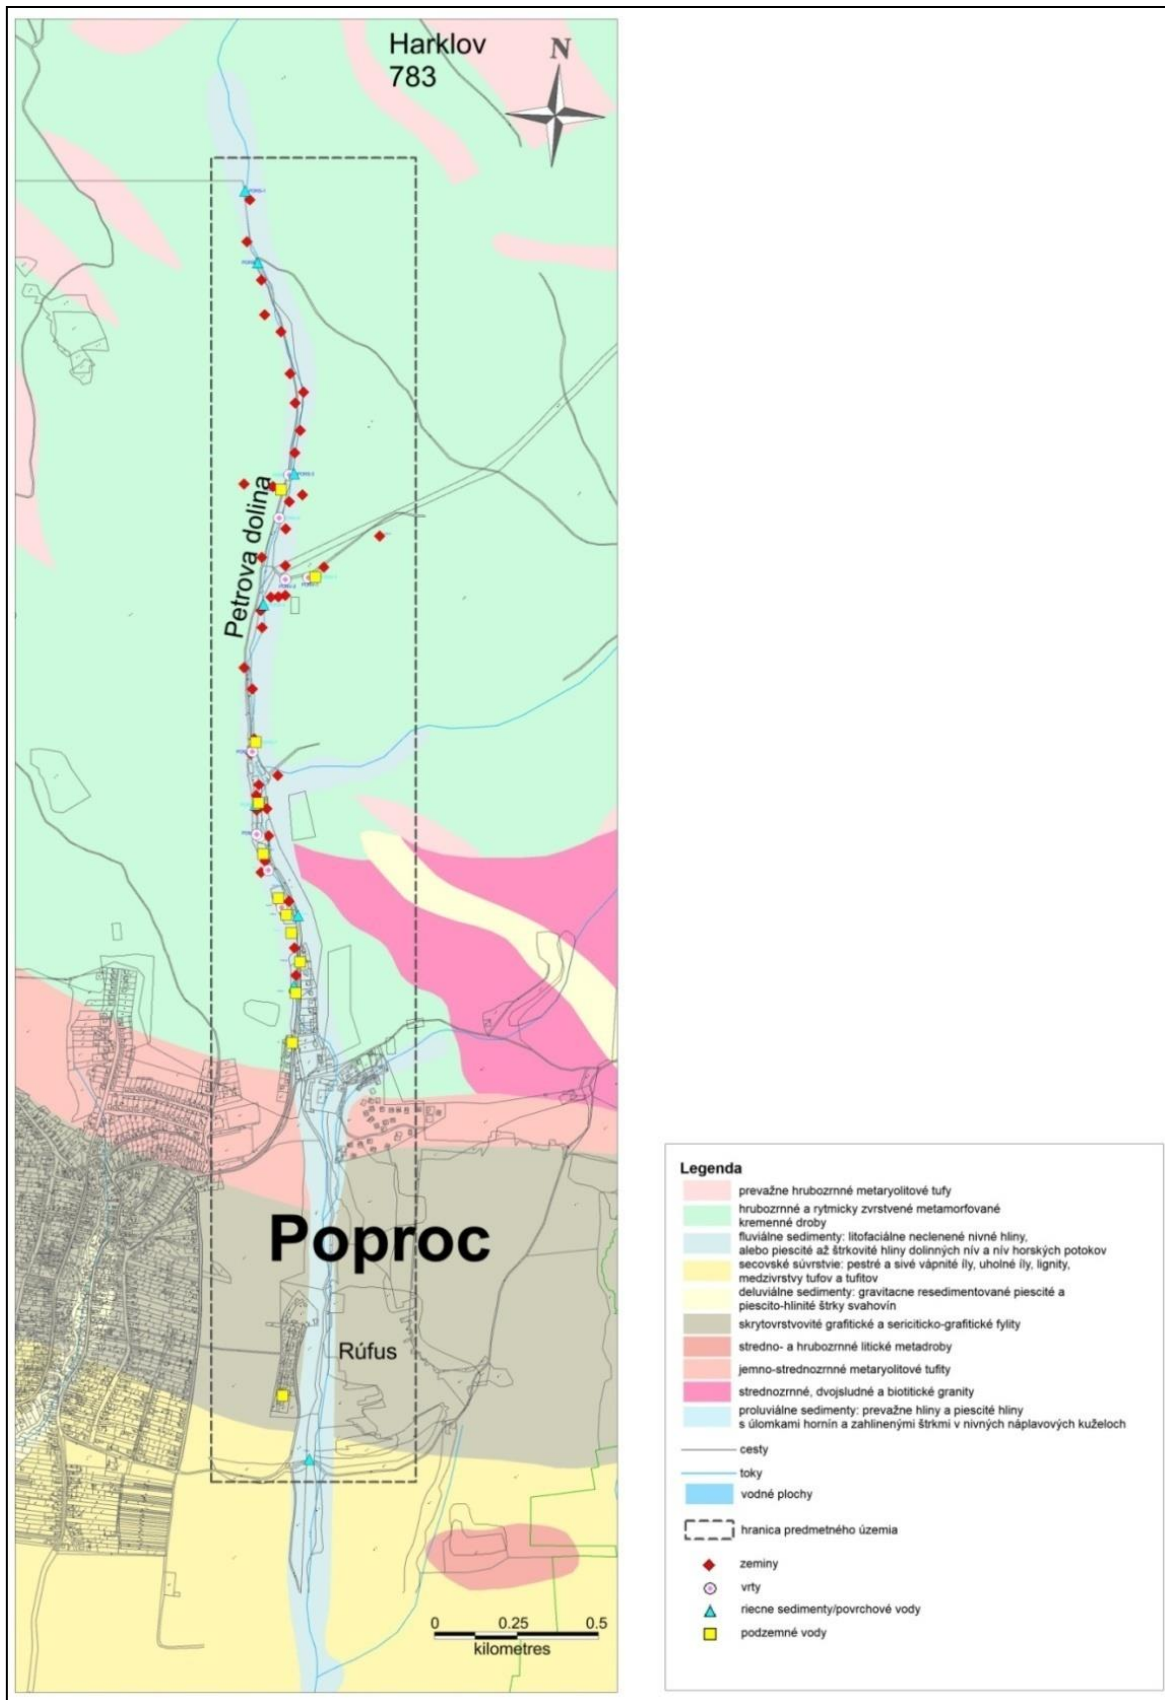 Harklov
783
N
Petrova dolina
Poproc
Rúfus
0 0.25 0.5
kilometres
Legenda
prevažne hrubozrnné metaryolitové tufy
hrubozrnné a rytmicky zvrstvené metamorfované
kremenné droby
fluviálne sedimenty: litofaciálne neclenené nivné hliny,
alebo piescité až štrkovité hliny dolinných nív a nív horských potokov
secovské súvrstvie: pestré a sivé vápnité íly, uholné íly, lignity,
medzivrstvy tufov a tufitov
deluviálne sedimenty: gravitacne resedimentované piescité a
piescito-hlinité štrky svahovín
skrytovrstvovité grafitické a sericiticko-grafitické fylity
stredno- a hrubozrnné litické metadroby
jemno-strednozrnné metaryolitové tufity
strednozrnné, dvojsludné a biotitické granity
proluviálne sedimenty: prevažne hliny a piescité hliny
s úlomkami hornín a zahlinenými štrkmi v nivných náplavových kuželoch
cesty
toky
vodné plochy
hranica predmetného územia
zeminy
vrty
riecne sedimenty/povrchové vody
podzemné vody